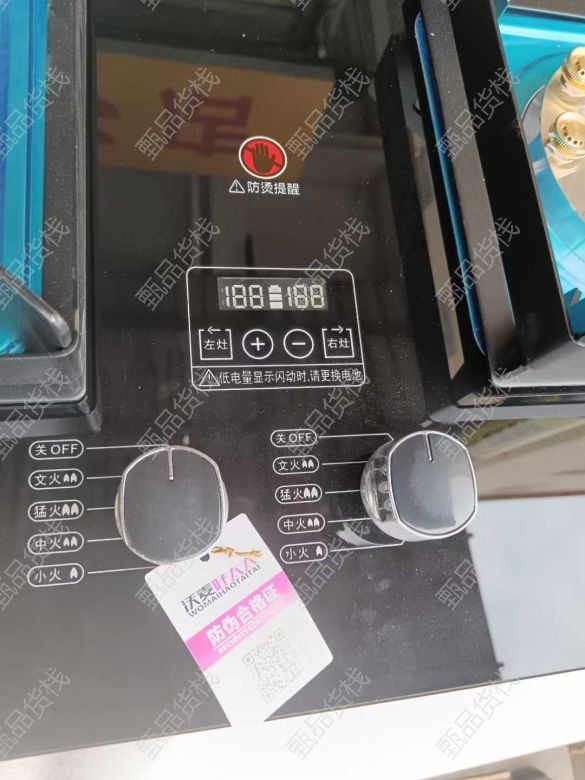 防烫提醒
188 188
左灶 + - 右灶
低电量显示闪动时.请更换电池
关 OFF
文火
猛火
中火
小火
关 OFF
文火
猛火
中火
小火
沃麦好太太
WOMAIHAOTAITAI
防伪合格证
甄品货栈